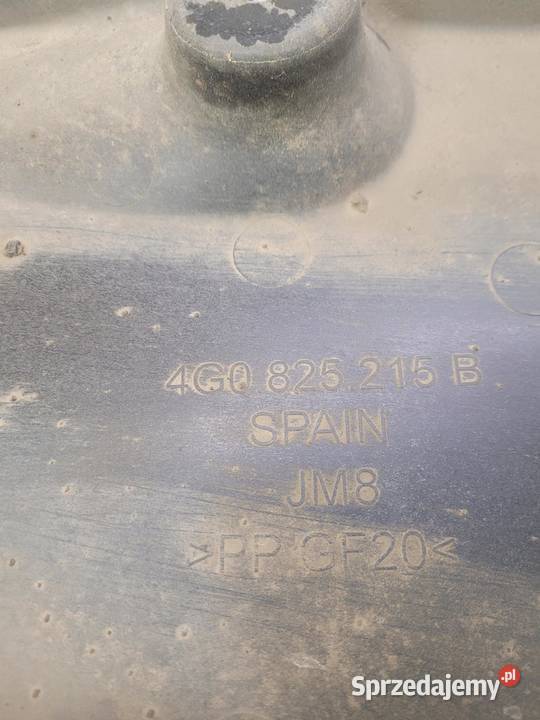 4G0 825 215 B
SPAIN
JM8
>PP GF20<
Sprzedajemy.pl